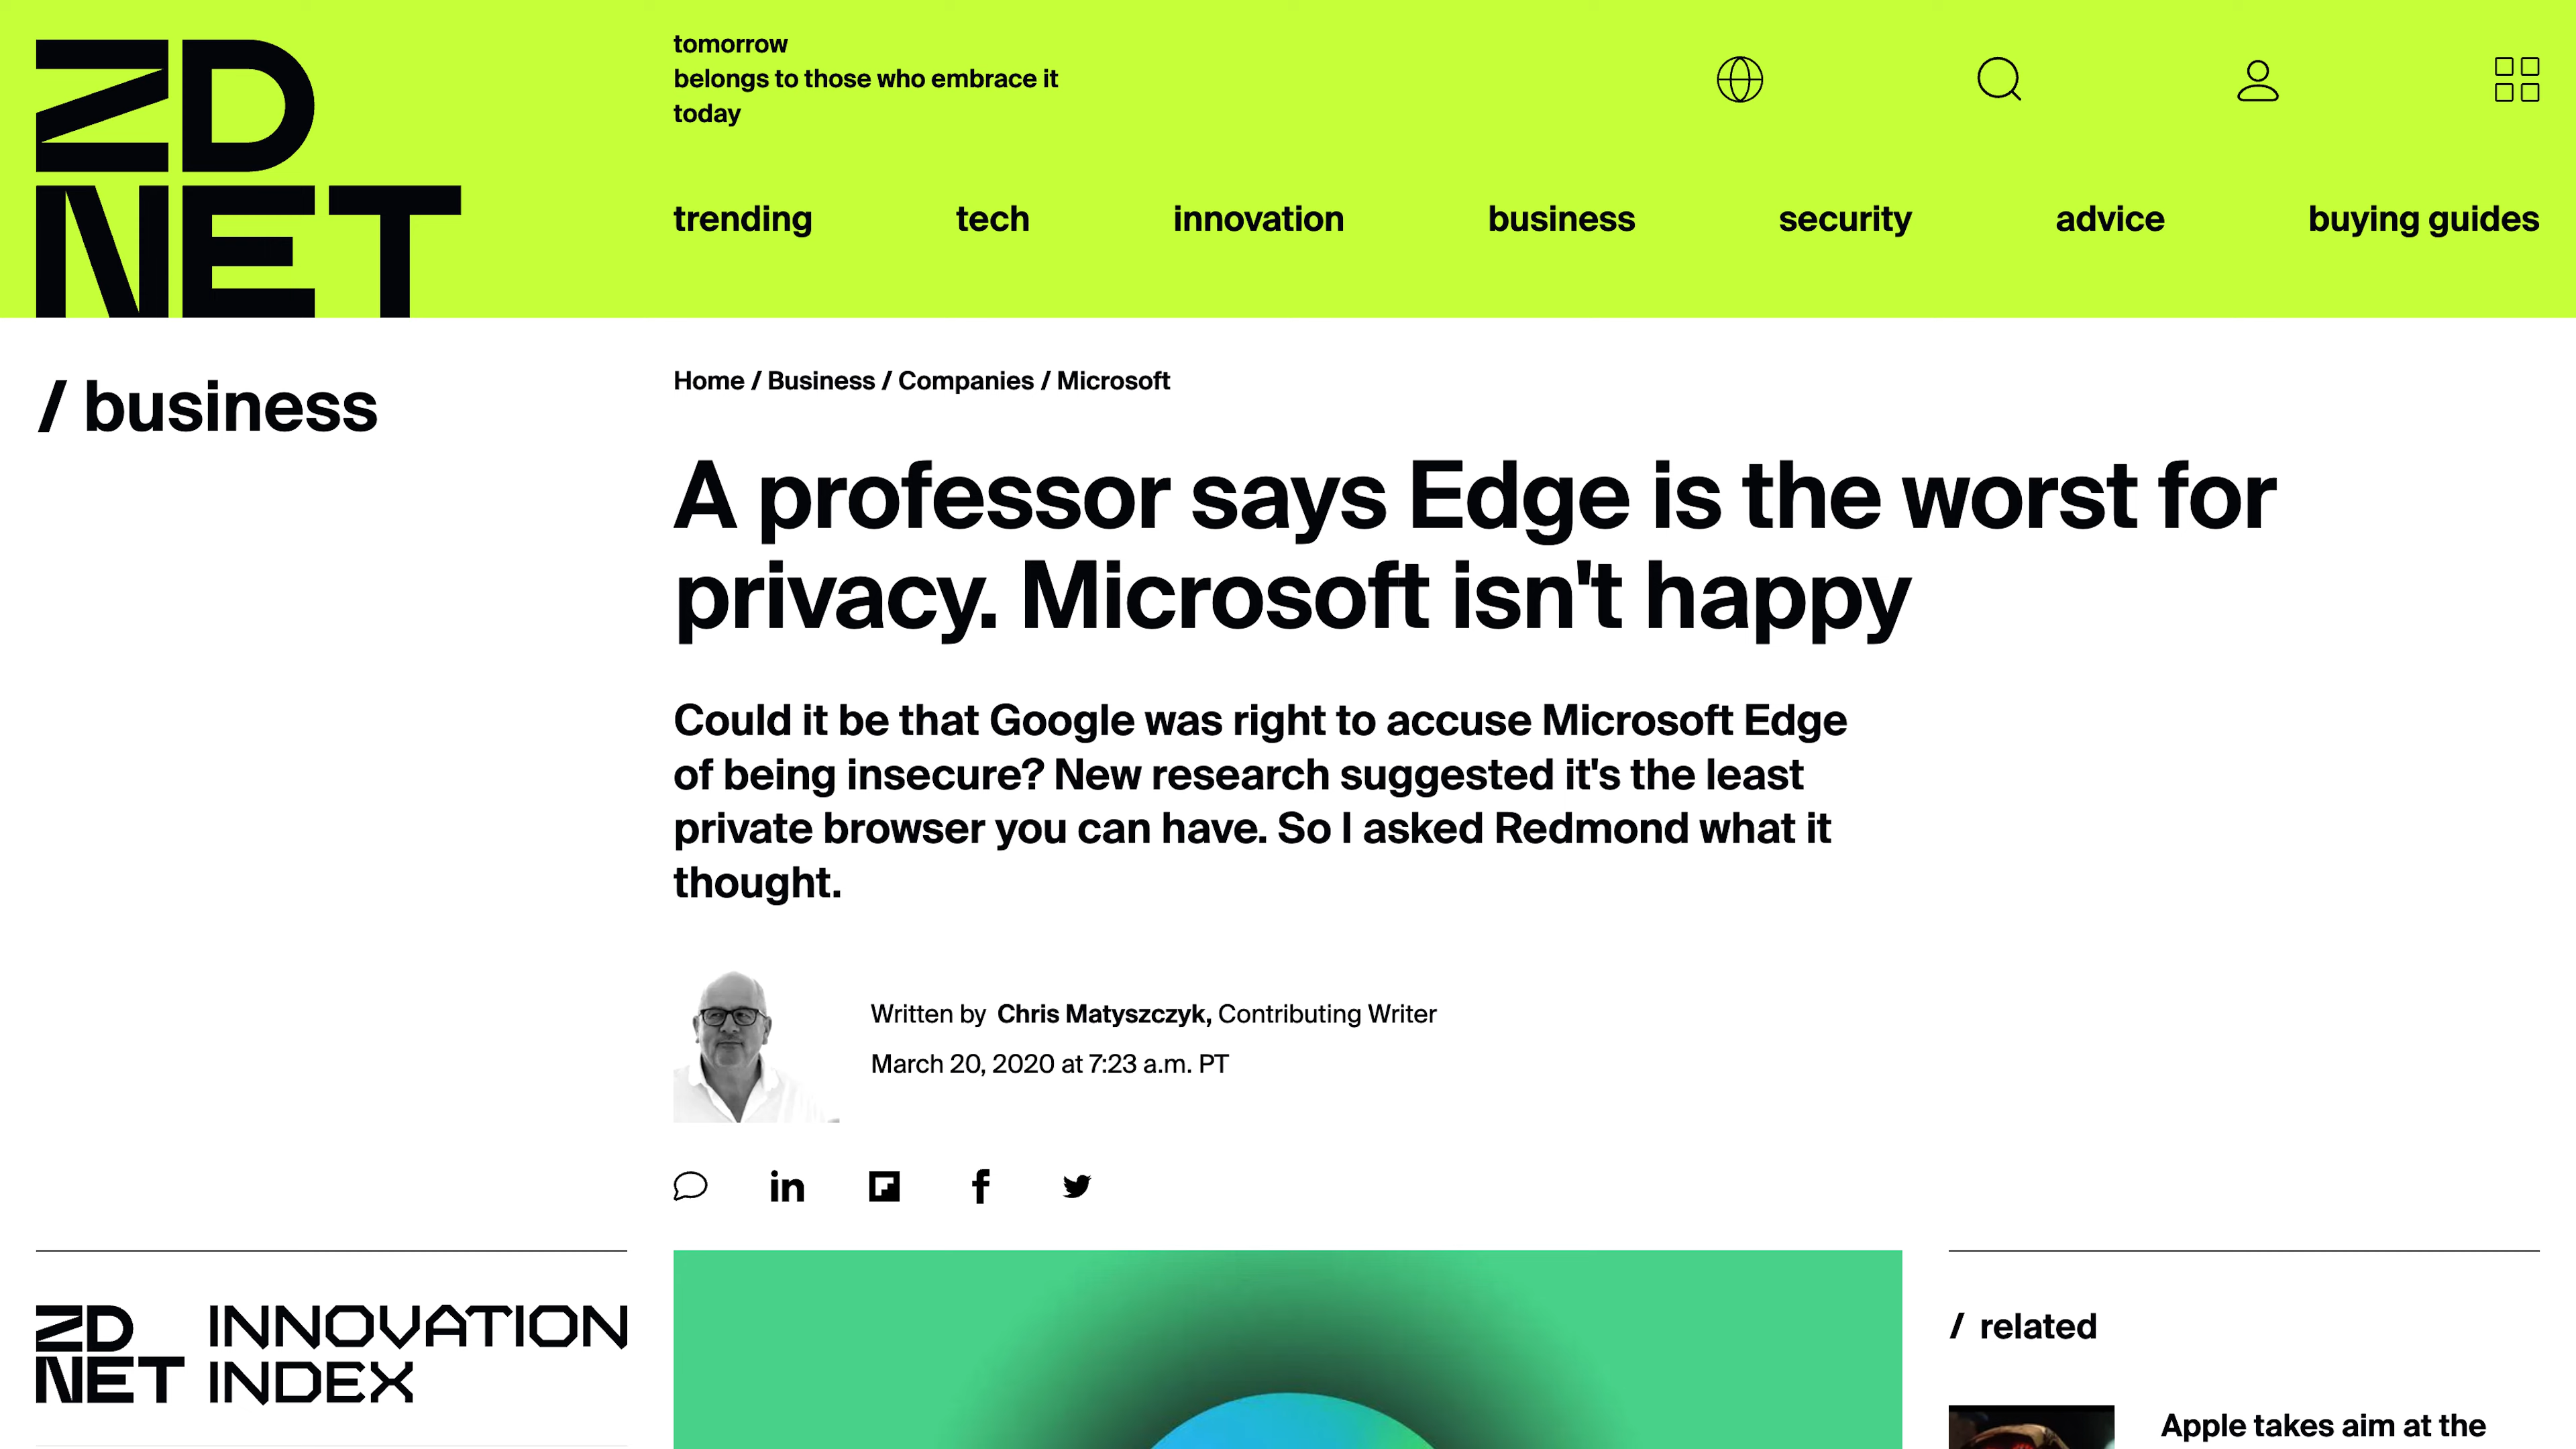 ZD
NET
tomorrow
belongs to those who embrace it
today
trending tech innovation business security advice buying guides
/ business
Home / Business / Companies / Microsoft
A professor says Edge is the worst for
privacy. Microsoft isn't happy
Could it be that Google was right to accuse Microsoft Edge
of being insecure? New research suggested it's the least
private browser you can have. So I asked Redmond what it
thought.
Written by Chris Matyszczyk, Contributing Writer
March 20, 2020 at 7:23 a.m. PT
ZD
NET
INNOVATION
INDEX
/ related
Apple takes aim at the